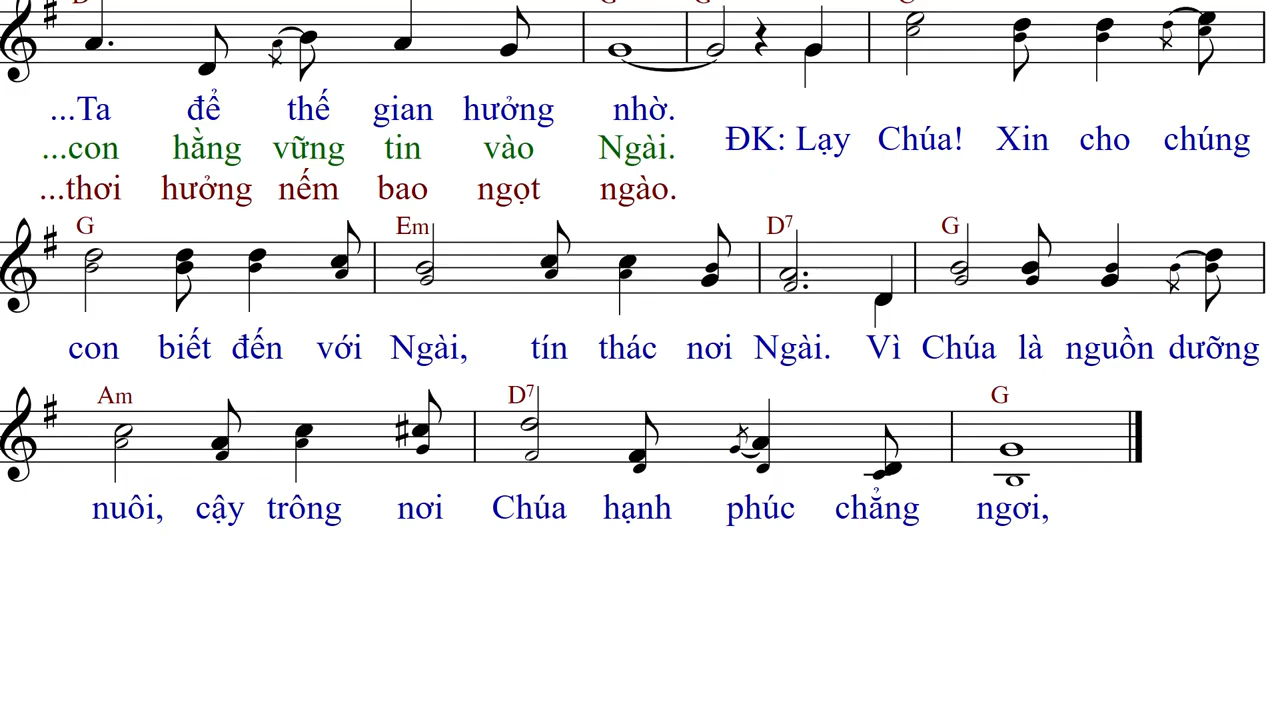 ...Ta để thế gian hưởng nhờ.
...con hằng vững tin vào Ngài.
...thơi hưởng nếm bao ngọt ngào.
ĐK: Lạy Chúa! Xin cho chúng
G Em D7 G
con biết đến với Ngài, tín thác nơi Ngài. Vì Chúa là nguồn dưỡng
Am D7 G
nuôi, cậy trông nơi Chúa hạnh phúc chẳng ngơi,